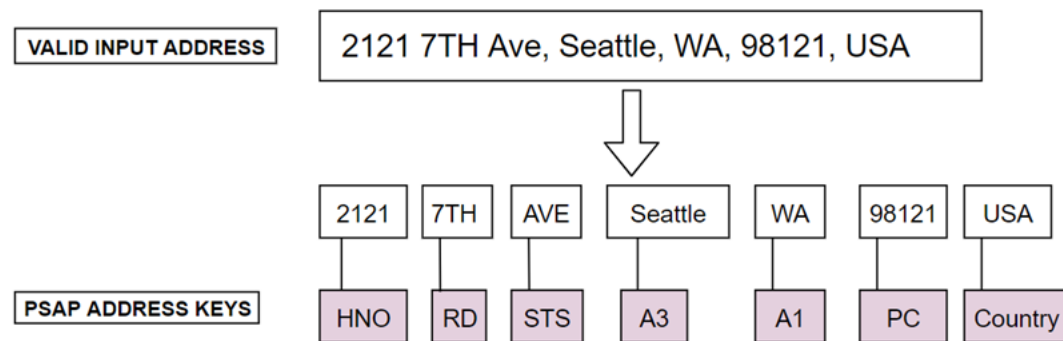 VALID INPUT ADDRESS
2121 7TH Ave, Seattle, WA, 98121, USA
2121 7TH AVE Seattle WA 98121 USA
PSAP ADDRESS KEYS
HNO RD STS A3 A1 PC Country